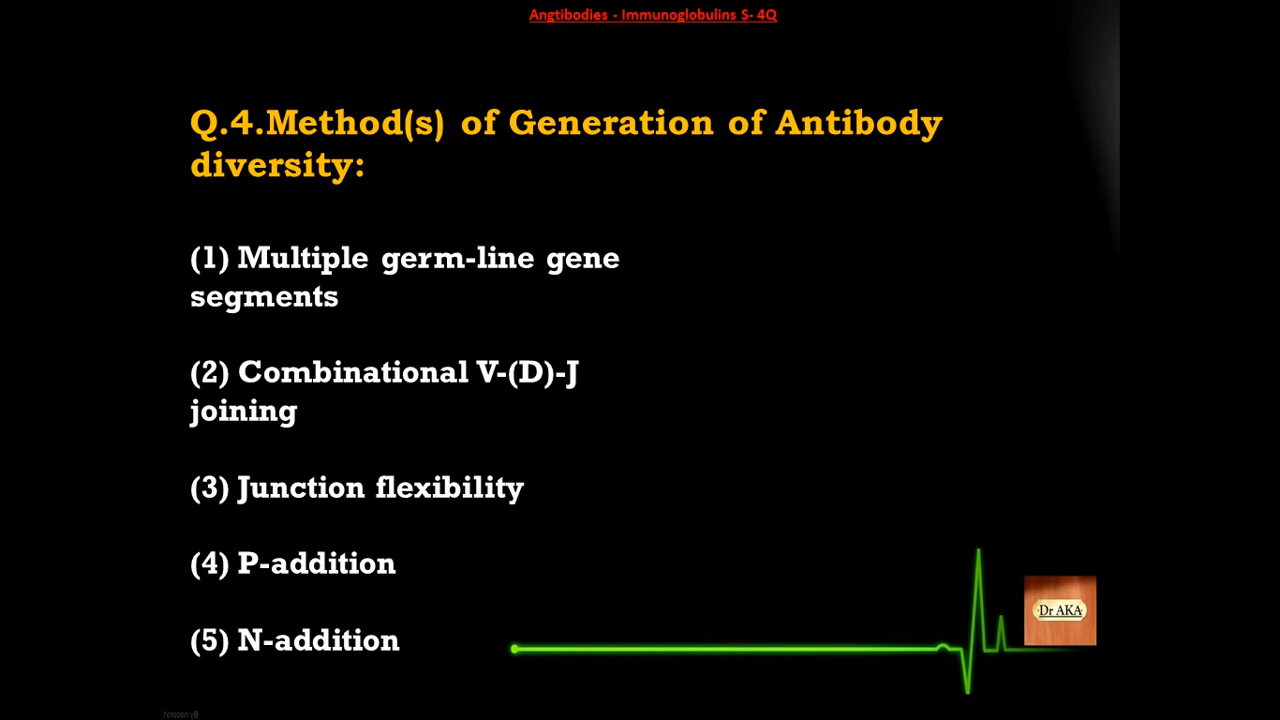 Angtibodies - Immunoglobulins S- 4Q
Q.4.Method(s) of Generation of Antibody
diversity:
(1) Multiple germ-line gene
segments
(2) Combinational V-(D)-J
joining
(3) Junction flexibility
(4) P-addition
(5) N-addition
Dr AKA